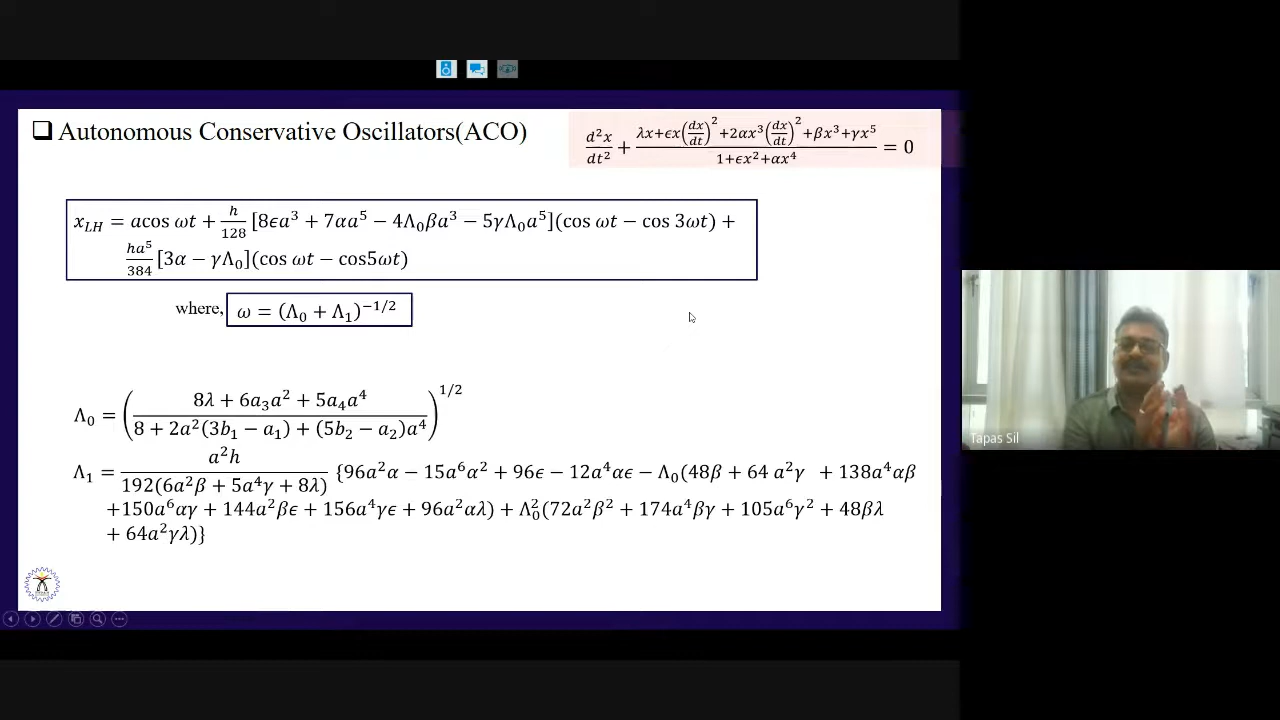 ❑ Autonomous Conservative Oscillators(ACO)
d²x/dt² + (λx+ϵx(dx/dt)²+2αx³(dx/dt)²+βx³+γx⁵)/(1+ϵx²+αx⁴) = 0
x_LH = acos ωt + h/128 [8ϵa³ + 7αa⁵ − 4Λ₀βa³ − 5γΛ₀a⁵](cos ωt − cos 3ωt) +
ha⁵/384 [3α − γΛ₀](cos ωt − cos5ωt)
where, ω = (Λ₀ + Λ₁)^(−1/2)
Λ₀ = ((8λ + 6a₃a² + 5a₄a⁴)/(8 + 2a²(3b₁ − a₁) + (5b₂ − a₂)a⁴))^(1/2)
Λ₁ = a²h/(192(6a²β + 5a⁴γ + 8λ)) {96a²α − 15a⁶α² + 96ϵ − 12a⁴αϵ − Λ₀(48β + 64 a²γ + 138a⁴αβ
+150a⁶αγ + 144a²βϵ + 156a⁴γϵ + 96a²αλ) + Λ₀²(72a²β² + 174a⁴βγ + 105a⁶γ² + 48βλ
+ 64a²γλ)}
Tapas Sil